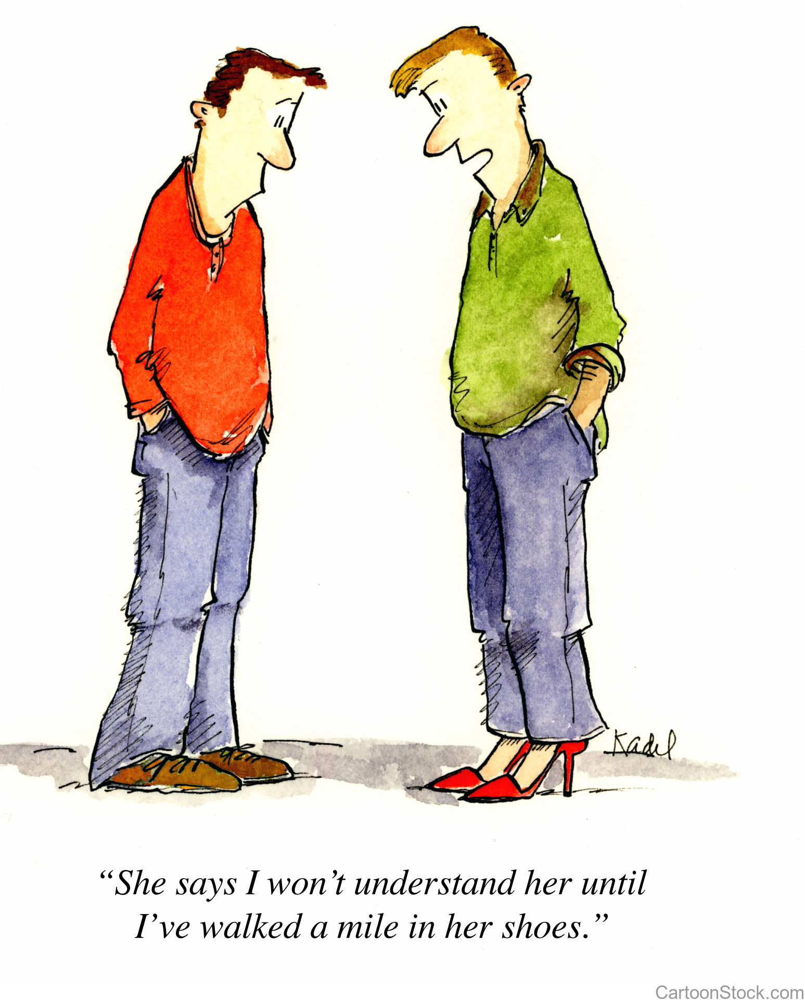 Kadel
“She says I won’t understand her until
I’ve walked a mile in her shoes.”
CartoonStock.com